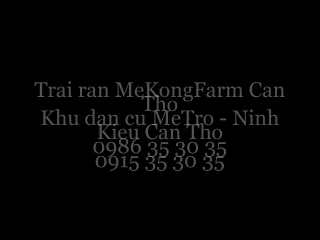 Trai ran MeKongFarm Can
Tho
Khu dan cu MeTro - Ninh
Kieu Can Tho
0986 35 30 35
0915 35 30 35